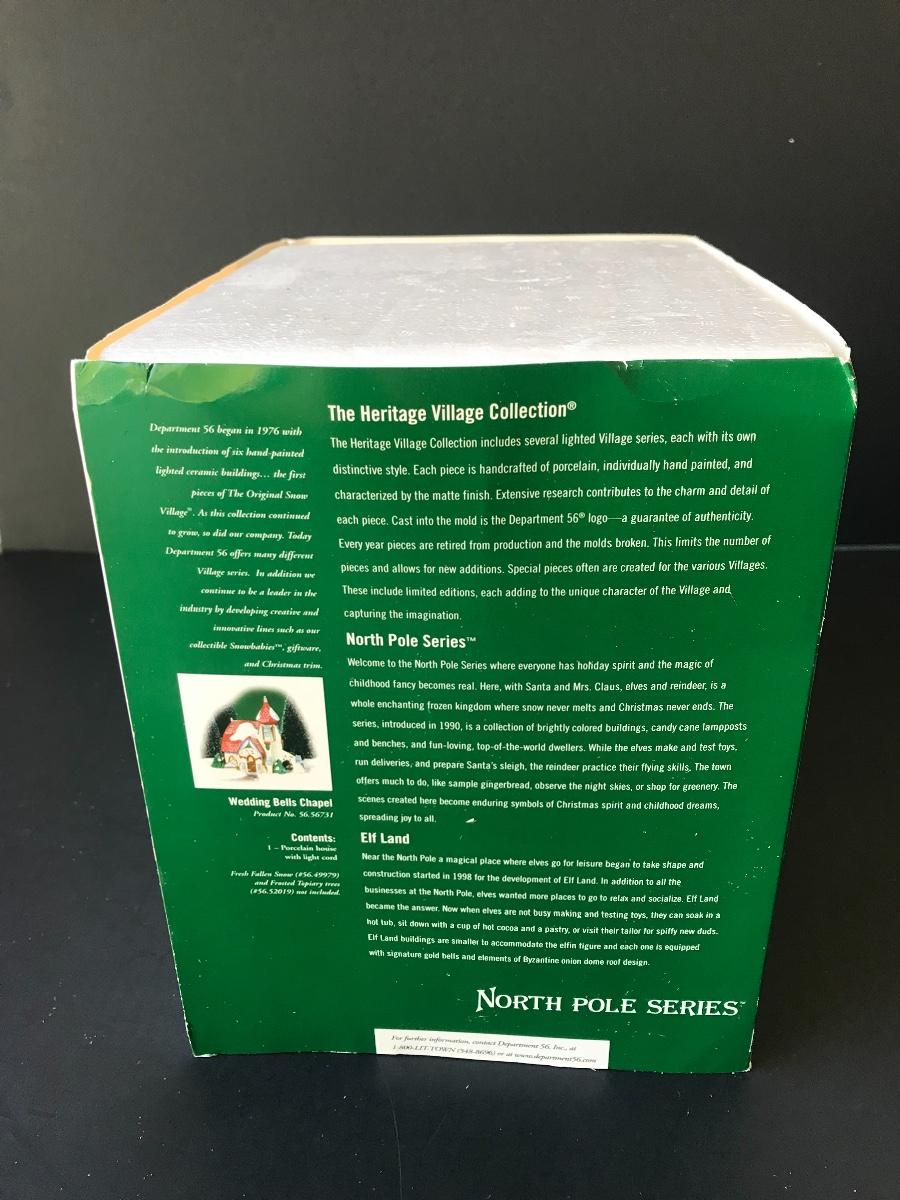 Department 56 began in 1976 with
the introduction of six hand-painted
lighted ceramic buildings... the first
pieces of The Original Snow
Village®. As this collection continued
to grow, so did our company. Today
Department 56 offers many different
Village series. In addition we
continue to be a leader in the
industry by developing creative and
innovative lines such as our
collectible Snowbabies™, giftware,
and Christmas trim.
Wedding Bells Chapel
Product No. 56.56731
Contents:
1 – Porcelain house
with light cord
Fresh Fallen Snow (#56.49979)
and Frosted Topiary trees
(#56.52019) not included.
The Heritage Village Collection®
The Heritage Village Collection includes several lighted Village series, each with its own
distinctive style. Each piece is handcrafted of porcelain, individually hand painted, and
characterized by the matte finish. Extensive research contributes to the charm and detail of
each piece. Cast into the mold is the Department 56® logo—a guarantee of authenticity.
Every year pieces are retired from production and the molds broken. This limits the number of
pieces and allows for new additions. Special pieces often are created for the various Villages.
These include limited editions, each adding to the unique character of the Village and
capturing the imagination.
North Pole Series™
Welcome to the North Pole Series where everyone has holiday spirit and the magic of
childhood fancy becomes real. Here, with Santa and Mrs. Claus, elves and reindeer, is a
whole enchanting frozen kingdom where snow never melts and Christmas never ends. The
series, introduced in 1990, is a collection of brightly colored buildings, candy cane lampposts
and benches, and fun-loving, top-of-the-world dwellers. While the elves make and test toys,
run deliveries, and prepare Santa's sleigh, the reindeer practice their flying skills. The town
offers much to do, like sample gingerbread, observe the night skies, or shop for greenery. The
scenes created here become enduring symbols of Christmas spirit and childhood dreams,
spreading joy to all.
Elf Land
Near the North Pole a magical place where elves go for leisure began to take shape and
construction started in 1998 for the development of Elf Land. In addition to all the
businesses at the North Pole, elves wanted more places to go to relax and socialize. Elf Land
became the answer. Now when elves are not busy making and testing toys, they can soak in a
hot tub, sit down with a cup of hot cocoa and a pastry, or visit their tailor for spiffy new duds.
Elf Land buildings are smaller to accommodate the elfin figure and each one is equipped
with signature gold bells and elements of Byzantine onion dome roof design.
NORTH POLE SERIES™
For further information, contact Department 56, Inc., at
1-800-LIT-TOWN (548-8696) or at www.department56.com